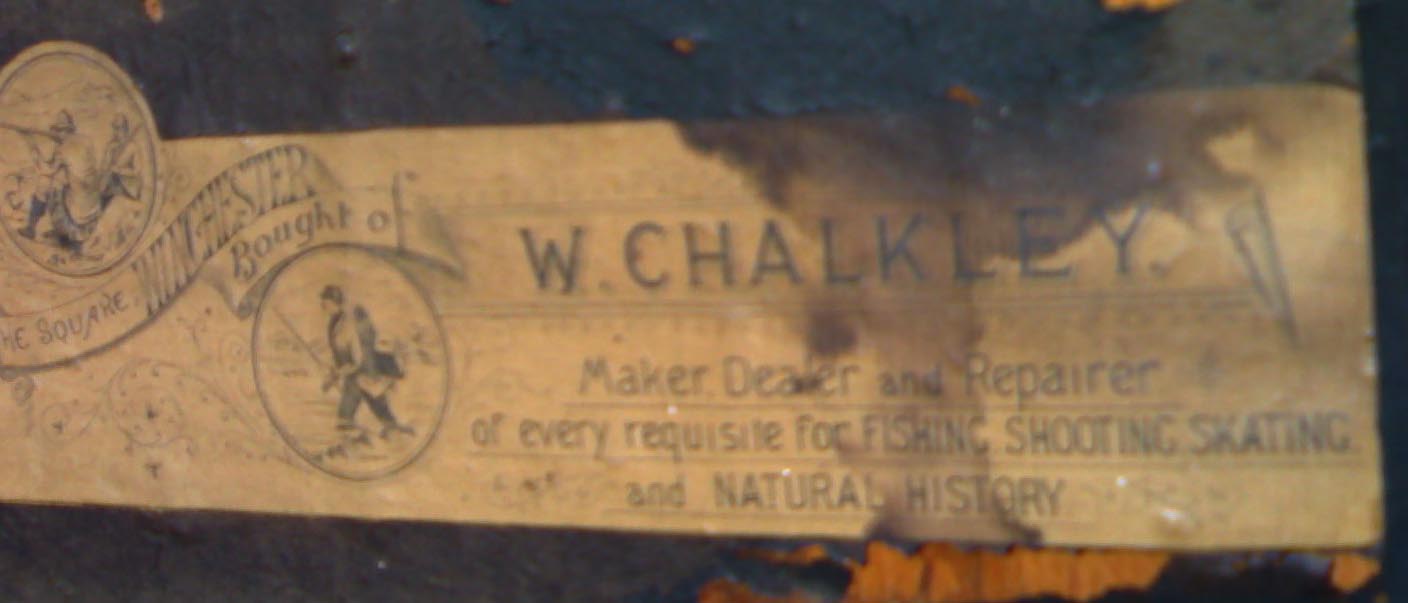 THE SQUARE, WINCHESTER
Bought of
W. CHALKLEY.
Maker. Dealer and Repairer
of every requisite for FISHING SHOOTING SKATING.
and NATURAL HISTORY